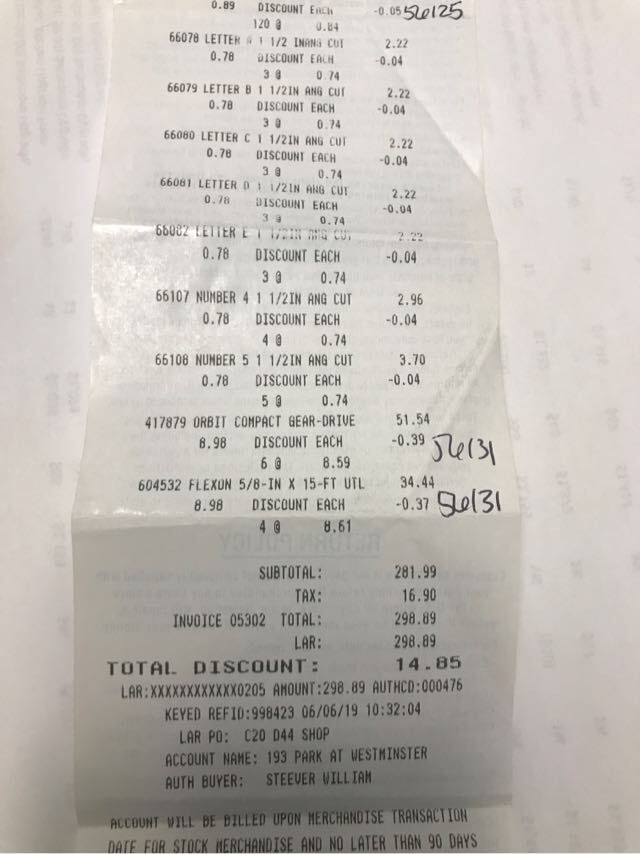 0.89 DISCOUNT EACH -0.05 56125
120 @ 0.84
66078 LETTER A 1 1/2 INANG CUT 2.22
0.78 DISCOUNT EACH -0.04
3 @ 0.74
66079 LETTER B 1 1/2IN ANG CUT 2.22
0.78 DISCOUNT EACH -0.04
3 @ 0.74
66080 LETTER C 1 1/2IN ANG CUT 2.22
0.78 DISCOUNT EACH -0.04
3 @ 0.74
66081 LETTER D 1 1/2IN ANG CUT 2.22
0.78 DISCOUNT EACH -0.04
3 @ 0.74
66082 LETTER E 1 1/2IN ANG CUT 2.22
0.78 DISCOUNT EACH -0.04
3 @ 0.74
66107 NUMBER 4 1 1/2IN ANG CUT 2.96
0.78 DISCOUNT EACH -0.04
4 @ 0.74
66108 NUMBER 5 1 1/2IN ANG CUT 3.70
0.78 DISCOUNT EACH -0.04
5 @ 0.74
417879 ORBIT COMPACT GEAR-DRIVE 51.54
8.98 DISCOUNT EACH -0.39 56131
6 @ 8.59
604532 FLEXON 5/8-IN X 15-FT UTL 34.44
8.98 DISCOUNT EACH -0.37 56131
4 @ 8.61
RETURN POLICY
SUBTOTAL: 281.99
TAX: 16.90
INVOICE 05302 TOTAL: 298.89
LAR: 298.89
TOTAL DISCOUNT: 14.85
LAR:XXXXXXXXXXXX0205 AMOUNT:298.89 AUTHCD:000476
KEYED REFID:998423 06/06/19 10:32:04
LAR PO: C20 D44 SHOP
ACCOUNT NAME: 193 PARK AT WESTMINSTER
AUTH BUYER: STEEVER WILLIAM
ACCOUNT WILL BE BILLED UPON MERCHANDISE TRANSACTION
DATE FOR STOCK MERCHANDISE AND NO LATER THAN 90 DAYS